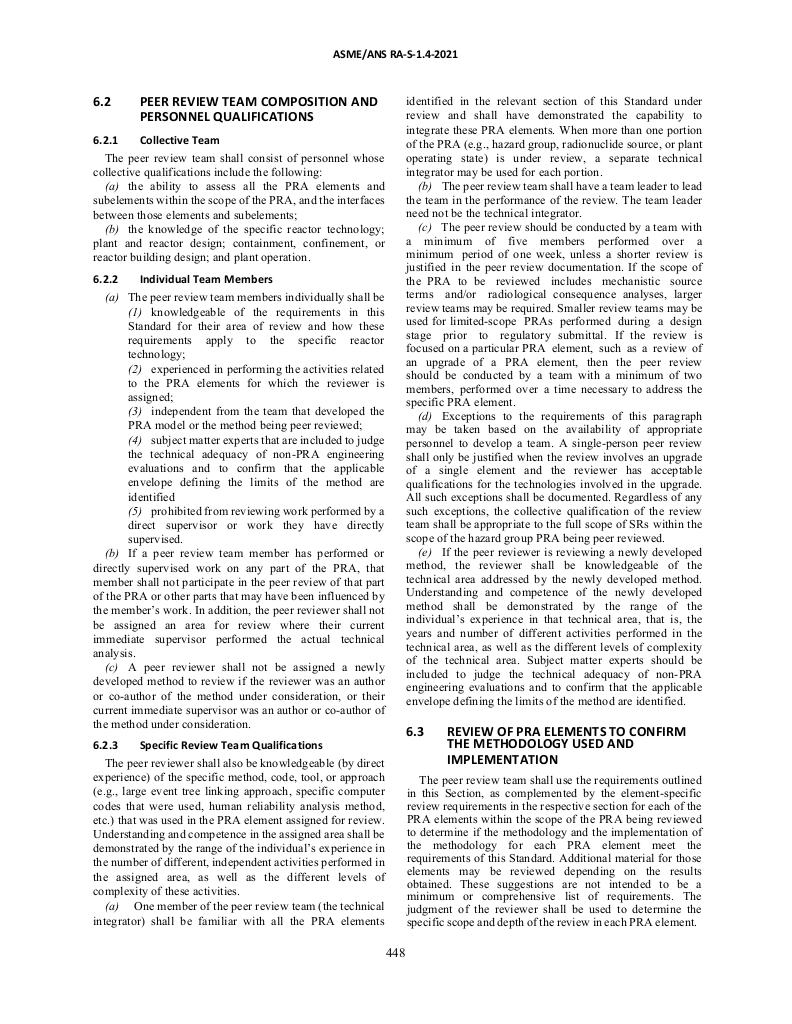 ASME/ANS RA-S-1.4-2021
6.2 PEER REVIEW TEAM COMPOSITION AND
PERSONNEL QUALIFICATIONS
6.2.1 Collective Team
The peer review team shall consist of personnel whose
collective qualifications include the following:
(a) the ability to assess all the PRA elements and
subelements within the scope of the PRA, and the interfaces
between those elements and subelements;
(b) the knowledge of the specific reactor technology;
plant and reactor design; containment, confinement, or
reactor building design; and plant operation.
6.2.2 Individual Team Members
(a) The peer review team members individually shall be
(1) knowledgeable of the requirements in this
Standard for their area of review and how these
requirements apply to the specific reactor
technology;
(2) experienced in performing the activities related
to the PRA elements for which the reviewer is
assigned;
(3) independent from the team that developed the
PRA model or the method being peer reviewed;
(4) subject matter experts that are included to judge
the technical adequacy of non-PRA engineering
evaluations and to confirm that the applicable
envelope defining the limits of the method are
identified
(5) prohibited from reviewing work performed by a
direct supervisor or work they have directly
supervised.
(b) If a peer review team member has performed or
directly supervised work on any part of the PRA, that
member shall not participate in the peer review of that part
of the PRA or other parts that may have been influenced by
the member's work. In addition, the peer reviewer shall not
be assigned an area for review where their current
immediate supervisor performed the actual technical
analysis.
(c) A peer reviewer shall not be assigned a newly
developed method to review if the reviewer was an author
or co-author of the method under consideration, or their
current immediate supervisor was an author or co-author of
the method under consideration.
6.2.3 Specific Review Team Qualifications
The peer reviewer shall also be knowledgeable (by direct
experience) of the specific method, code, tool, or approach
(e.g., large event tree linking approach, specific computer
codes that were used, human reliability analysis method,
etc.) that was used in the PRA element assigned for review.
Understanding and competence in the assigned area shall be
demonstrated by the range of the individual's experience in
the number of different, independent activities performed in
the assigned area, as well as the different levels of
complexity of these activities.
(a) One member of the peer review team (the technical
integrator) shall be familiar with all the PRA elements
identified in the relevant section of this Standard under
review and shall have demonstrated the capability to
integrate these PRA elements. When more than one portion
of the PRA (e.g., hazard group, radionuclide source, or plant
operating state) is under review, a separate technical
integrator may be used for each portion.
(b) The peer review team shall have a team leader to lead
the team in the performance of the review. The team leader
need not be the technical integrator.
(c) The peer review should be conducted by a team with
a minimum of five members performed over a
minimum period of one week, unless a shorter review is
justified in the peer review documentation. If the scope of
the PRA to be reviewed includes mechanistic source
terms and/or radiological consequence analyses, larger
review teams may be required. Smaller review teams may be
used for limited-scope PRAs performed during a design
stage prior to regulatory submittal. If the review is
focused on a particular PRA element, such as a review of
an upgrade of a PRA element, then the peer review
should be conducted by a team with a minimum of two
members, performed over a time necessary to address the
specific PRA element.
(d) Exceptions to the requirements of this paragraph
may be taken based on the availability of appropriate
personnel to develop a team. A single-person peer review
shall only be justified when the review involves an upgrade
of a single element and the reviewer has acceptable
qualifications for the technologies involved in the upgrade.
All such exceptions shall be documented. Regardless of any
such exceptions, the collective qualification of the review
team shall be appropriate to the full scope of SRs within the
scope of the hazard group PRA being peer reviewed.
(e) If the peer reviewer is reviewing a newly developed
method, the reviewer shall be knowledgeable of the
technical area addressed by the newly developed method.
Understanding and competence of the newly developed
method shall be demonstrated by the range of the
individual's experience in that technical area, that is, the
years and number of different activities performed in the
technical area, as well as the different levels of complexity
of the technical area. Subject matter experts should be
included to judge the technical adequacy of non-PRA
engineering evaluations and to confirm that the applicable
envelope defining the limits of the method are identified.
6.3 REVIEW OF PRA ELEMENTS TO CONFIRM
THE METHODOLOGY USED AND
IMPLEMENTATION
The peer review team shall use the requirements outlined
in this Section, as complemented by the element-specific
review requirements in the respective section for each of the
PRA elements within the scope of the PRA being reviewed
to determine if the methodology and the implementation of
the methodology for each PRA element meet the
requirements of this Standard. Additional material for those
elements may be reviewed depending on the results
obtained. These suggestions are not intended to be a
minimum or comprehensive list of requirements. The
judgment of the reviewer shall be used to determine the
specific scope and depth of the review in each PRA element.
448